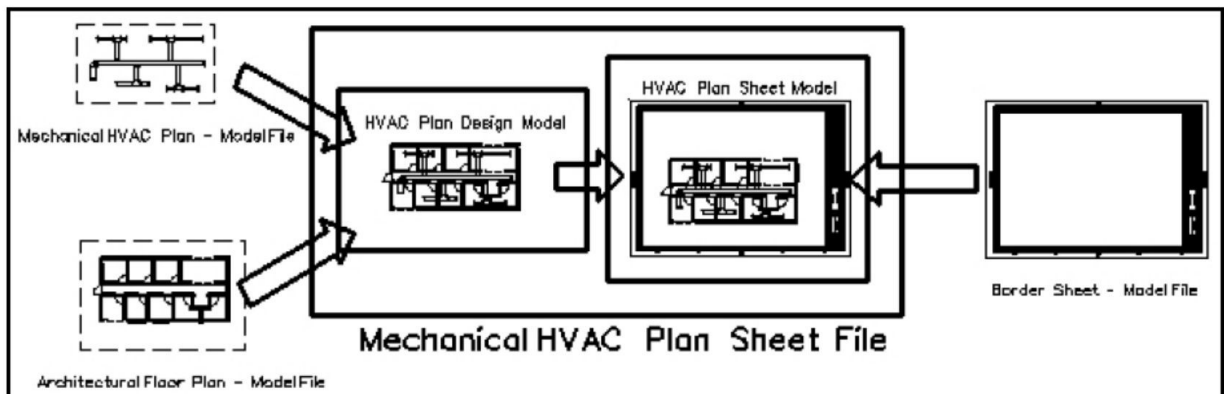 Mechanical HVAC Plan - Model File
Architectural Floor Plan - Model File
HVAC Plan Design Model
HVAC Plan Sheet Model
Mechanical HVAC Plan Sheet File
Border Sheet - Model File